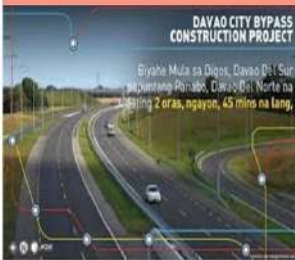 DAVAO CITY BYPASS
CONSTRUCTION PROJECT
Biyahe Mula sa Digos, Davao Del Sur
papuntang Panabo, Davao Del Norte na
dating 2 oras, ngayon, 45 mins na lang,